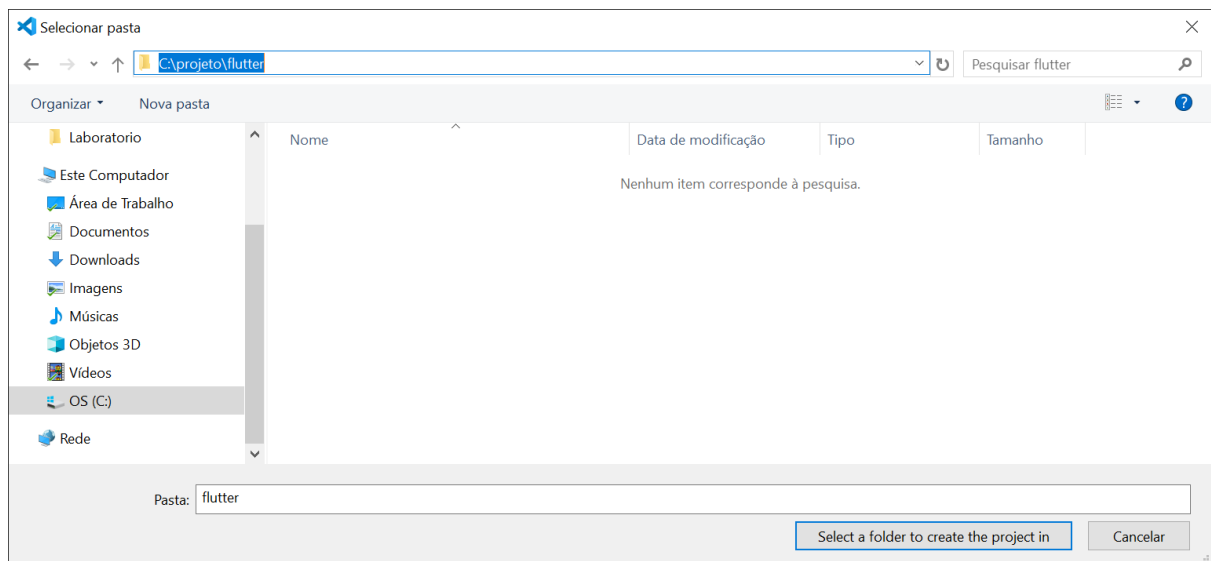 Selecionar pasta
C:\projeto\flutter
Pesquisar flutter
Organizar
Nova pasta
Laboratorio
Este Computador
Área de Trabalho
Documentos
Downloads
Imagens
Músicas
Objetos 3D
Vídeos
OS (C:)
Rede
Nome Data de modificação Tipo Tamanho
Nenhum item corresponde à pesquisa.
Pasta: flutter
Select a folder to create the project in Cancelar